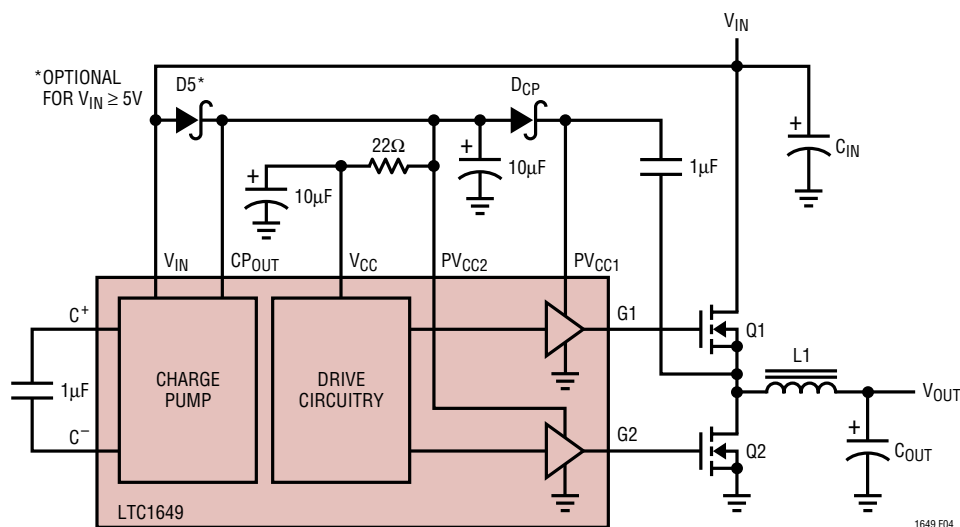 V_IN
*OPTIONAL
FOR V_IN ≥ 5V
D5*
D_CP
C_IN
22Ω
10µF
10µF
1µF
V_IN
CP_OUT
V_CC
PV_CC2
PV_CC1
C⁺
G1
Q1
1µF
CHARGE
PUMP
DRIVE
CIRCUITRY
L1
V_OUT
C⁻
G2
Q2
C_OUT
LTC1649
1649 F04